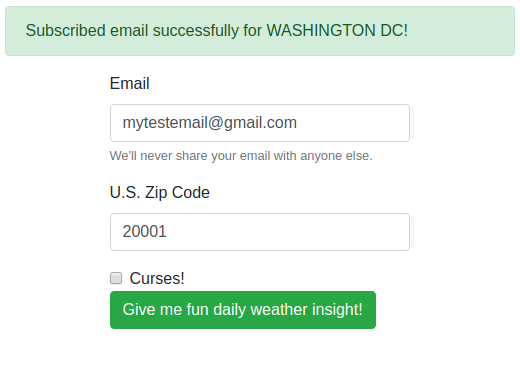 Subscribed email successfully for WASHINGTON DC!
Email
mytestemail@gmail.com
We'll never share your email with anyone else.
U.S. Zip Code
20001
Curses!
Give me fun daily weather insight!